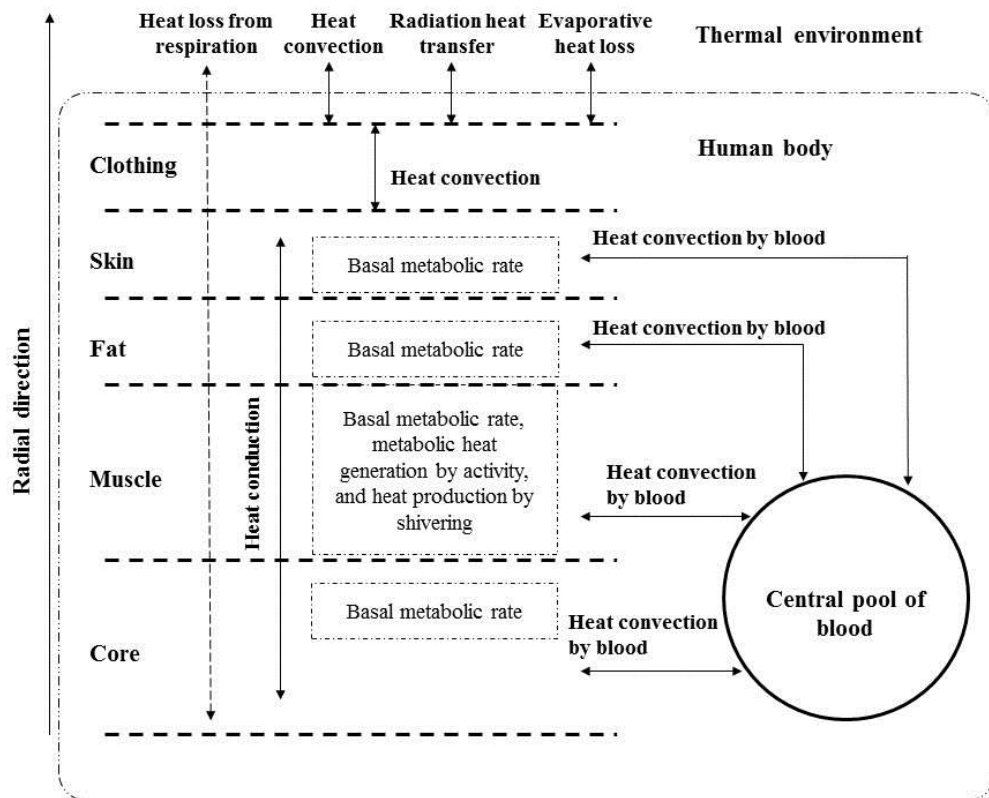 Heat loss from
respiration
Heat
convection
Radiation heat
transfer
Evaporative
heat loss
Thermal environment
Human body
Radial direction
Clothing
Heat convection
Skin
Basal metabolic rate
Heat convection by blood
Fat
Basal metabolic rate
Heat convection by blood
Heat conduction
Muscle
Basal metabolic rate,
metabolic heat
generation by activity,
and heat production by
shivering
Heat convection
by blood
Core
Basal metabolic rate
Heat convection
by blood
Central pool of
blood